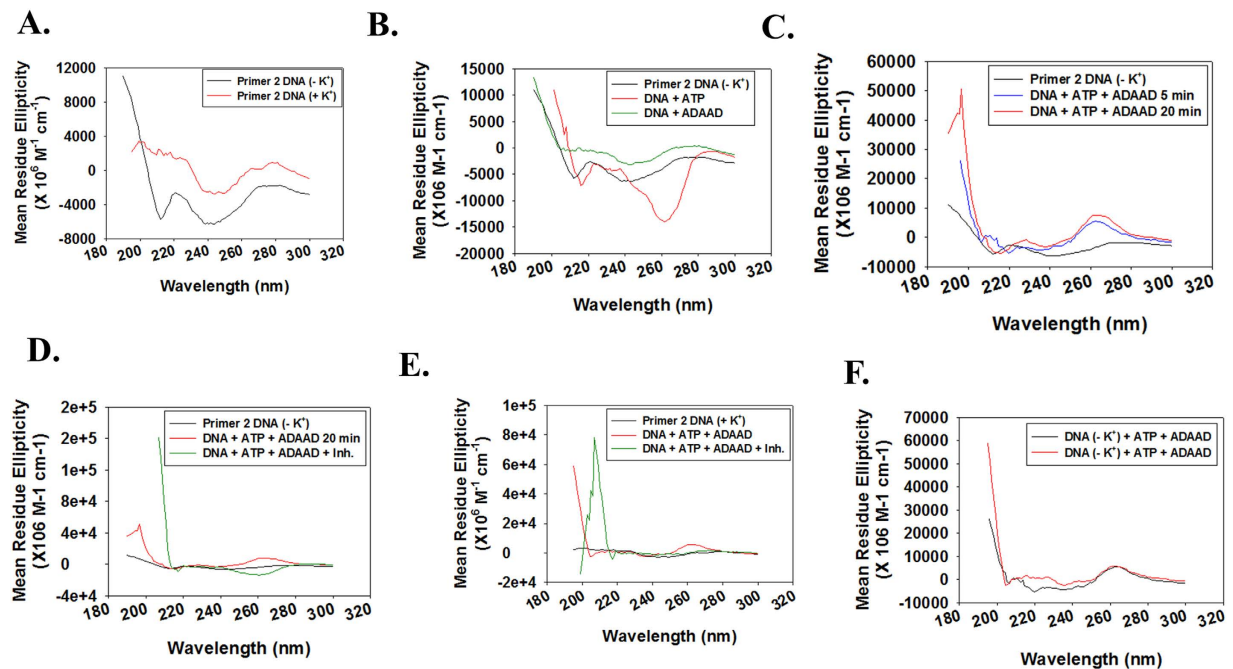 A.
Mean Residue Ellipticity
(X 10⁶ M⁻¹ cm⁻¹)
12000
8000
4000
0
-4000
-8000
Primer 2 DNA (- K⁺)
Primer 2 DNA (+ K⁺)
180 200 220 240 260 280 300 320
Wavelength (nm)
B.
Mean Residue Ellipticity
(X106 M-1 cm-1)
15000
10000
5000
0
-5000
-10000
-15000
-20000
Primer 2 DNA (- K⁺)
DNA + ATP
DNA + ADAAD
180 200 220 240 260 280 300 320
Wavelength (nm)
C.
Mean Residue Ellipticity
(X106 M-1 cm-1)
80000
70000
60000
50000
40000
30000
20000
10000
0
-10000
Primer 2 DNA (- K⁺)
DNA + ATP + ADAAD 5 min
DNA + ATP + ADAAD 20 min
180 200 220 240 260 280 300 320
Wavelength (nm)
D.
Mean Residue Ellipticity
(X106 M-1 cm-1)
2e+5
2e+5
1e+5
8e+4
4e+4
0
-4e+4
Primer 2 DNA (- K⁺)
DNA + ATP + ADAAD 20 min
DNA + ATP + ADAAD + Inh.
180 200 220 240 260 280 300 320
Wavelength (nm)
E.
Mean Residue Ellipticity
(X10⁶ M⁻¹ cm⁻¹)
1e+5
8e+4
6e+4
4e+4
2e+4
0
-2e+4
Primer 2 DNA (+ K⁺)
DNA + ATP + ADAAD
DNA + ATP + ADAAD + Inh.
180 200 220 240 260 280 300 320
Wavelength (nm)
F.
Mean Residue Ellipticity
(X 106 M-1 cm-1)
70000
60000
50000
40000
30000
20000
10000
0
-10000
DNA (- K⁺) + ATP + ADAAD
DNA (- K⁺) + ATP + ADAAD
180 200 220 240 260 280 300 320
Wavelength (nm)